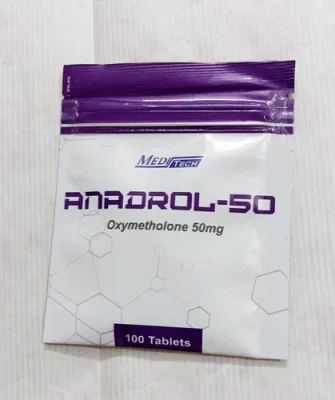 MEDITECH
ANADROL-50
Oxymetholone 50mg
100 Tablets